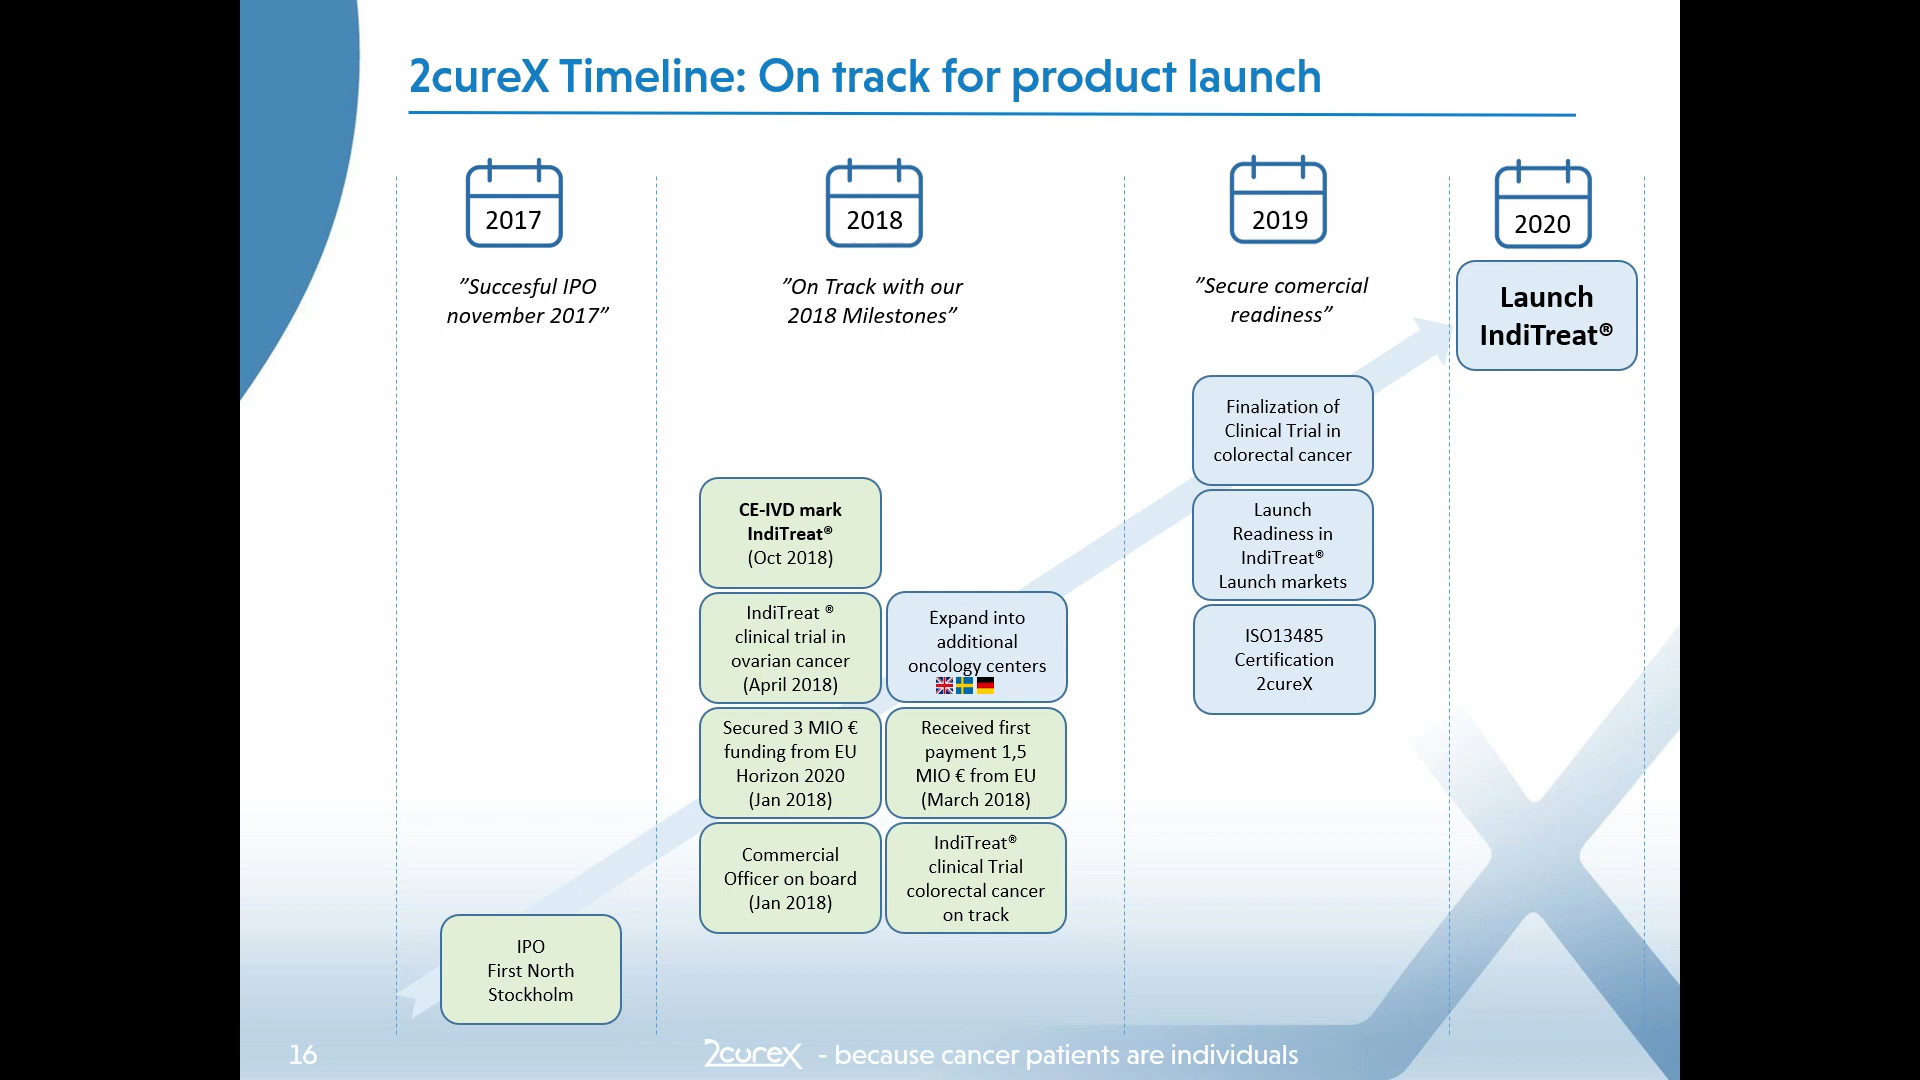 2cureX Timeline: On track for product launch
2017
”Succesful IPO
november 2017”
IPO
First North
Stockholm
2018
”On Track with our
2018 Milestones”
CE-IVD mark
IndiTreat®
(Oct 2018)
IndiTreat ®
clinical trial in
ovarian cancer
(April 2018)
Secured 3 MIO €
funding from EU
Horizon 2020
(Jan 2018)
Commercial
Officer on board
(Jan 2018)
Expand into
additional
oncology centers
Received first
payment 1,5
MIO € from EU
(March 2018)
IndiTreat®
clinical Trial
colorectal cancer
on track
2019
”Secure comercial
readiness”
Finalization of
Clinical Trial in
colorectal cancer
Launch
Readiness in
IndiTreat®
Launch markets
ISO13485
Certification
2cureX
2020
Launch
IndiTreat®
16
2cureX - because cancer patients are individuals